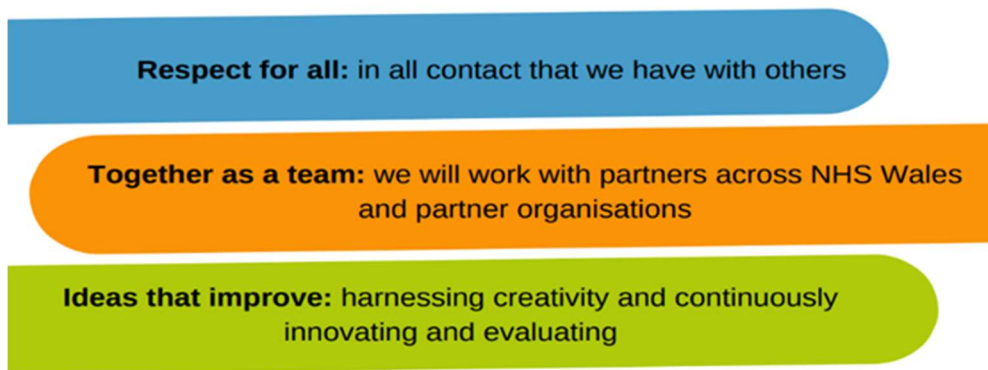 Respect for all: in all contact that we have with others
Together as a team: we will work with partners across NHS Wales
and partner organisations
Ideas that improve: harnessing creativity and continuously
innovating and evaluating